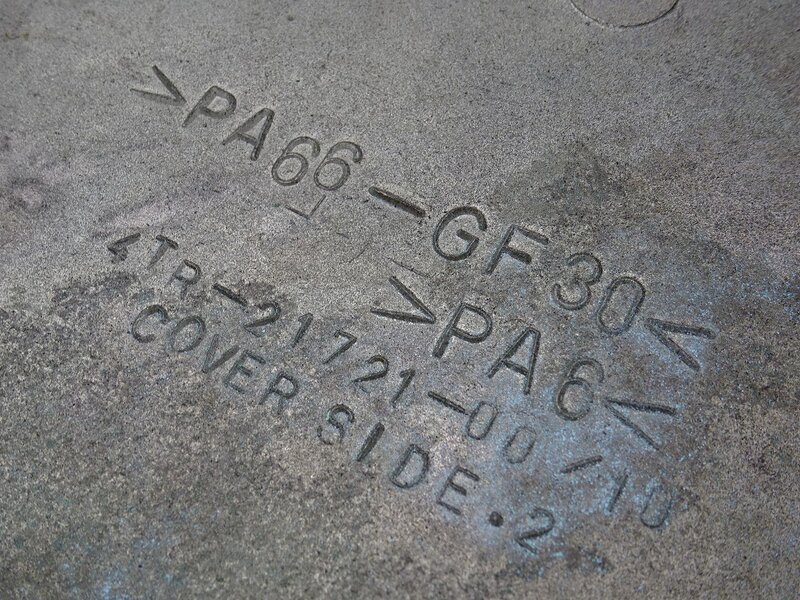 >PA66-GF30<
>PA6<
4TR-21721-00/10
COVER SIDE.2